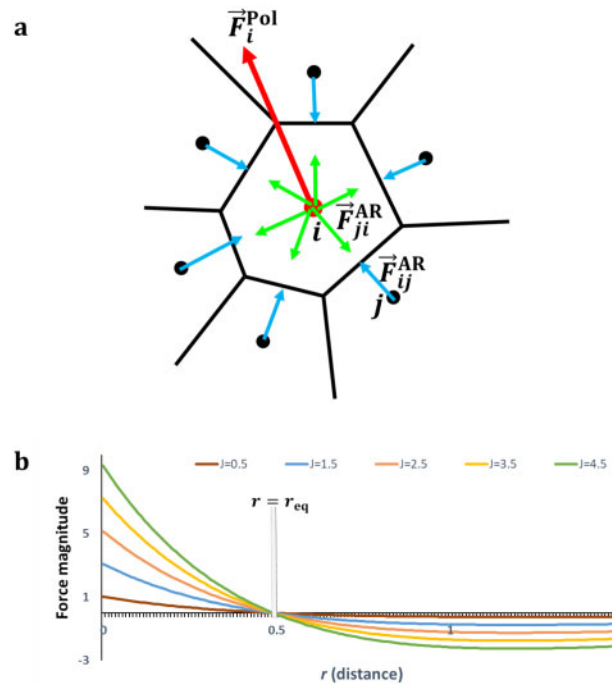 a
F⃗ᵢᴾᵒˡ
F⃗ⱼᵢᴬᴿ
i
F⃗ᵢⱼᴬᴿ
j
b
J=0.5 J=1.5 J=2.5 J=3.5 J=4.5
9
r = r_eq
5
Force magnitude
1
0 0.5 1
-3
r (distance)